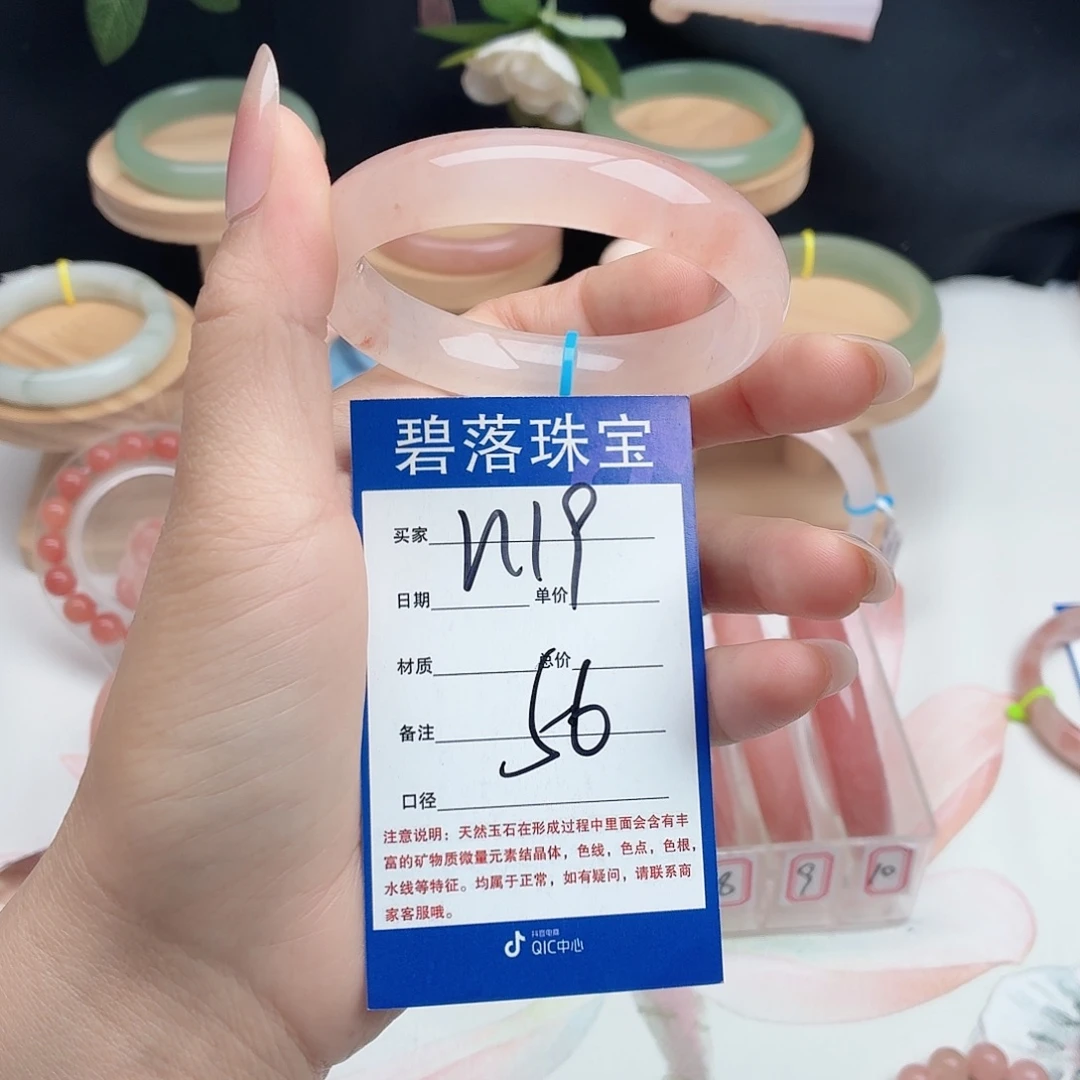 碧落珠宝
买家 n19
日期 单价
材质 总价
备注 56
口径
注意说明：天然玉石在形成过程中里面会含有丰
富的矿物质微量元素结晶体，色线，色点，色根，
水线等特征。均属于正常，如有疑问，请联系商
家客服哦。
抖音电商
QIC中心
8 9 10